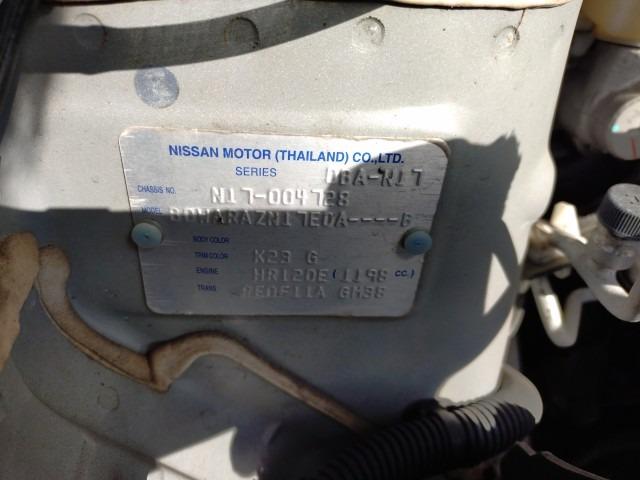 NISSAN MOTOR (THAILAND) CO.,LTD.
SERIES DBA-N17
CHASSIS NO. N17-004728
MODEL
BODY COLOR
TRIM COLOR K23 G
ENGINE HR12DE (1198 CC.)
TRANS.